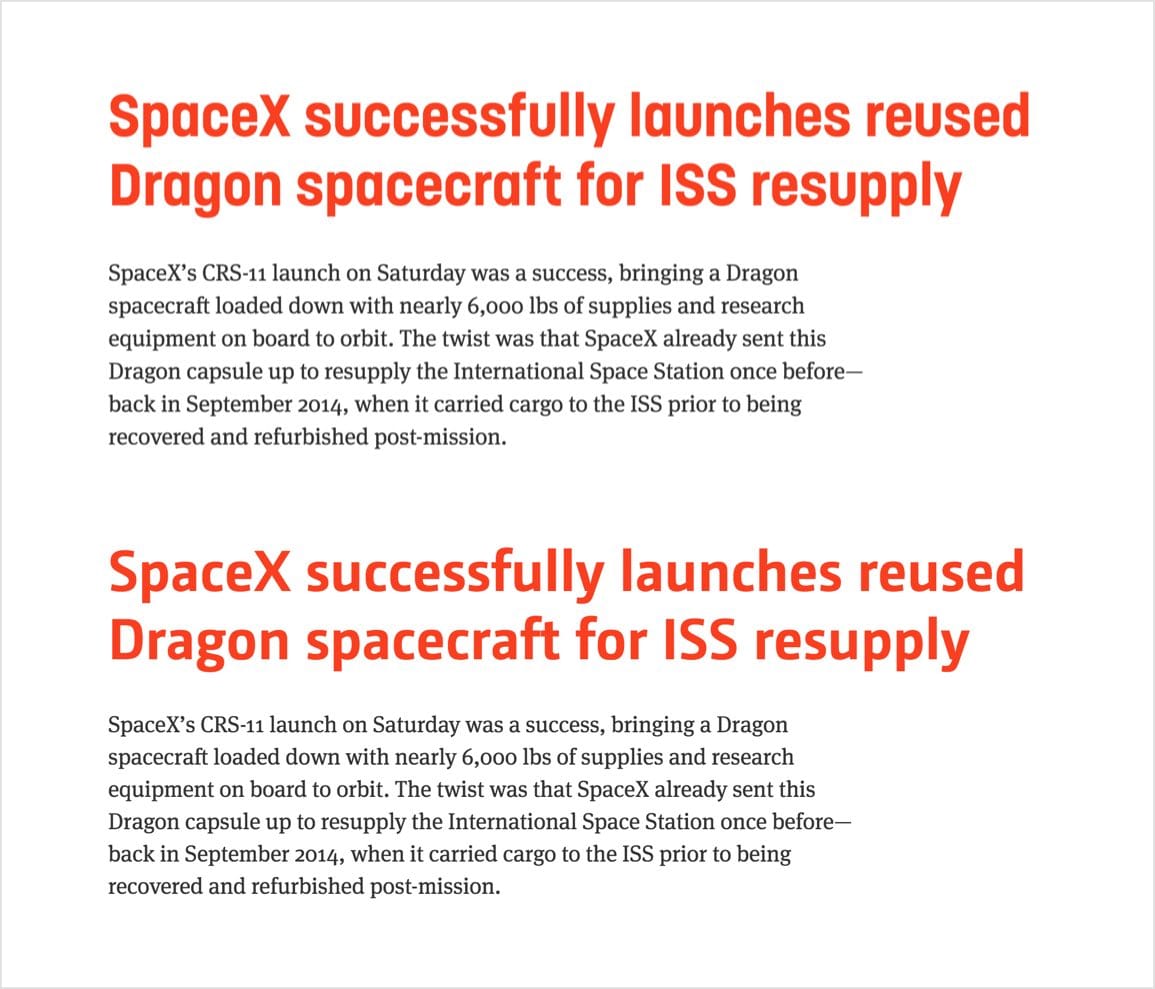 SpaceX successfully launches reused
Dragon spacecraft for ISS resupply
SpaceX’s CRS-11 launch on Saturday was a success, bringing a Dragon
spacecraft loaded down with nearly 6,000 lbs of supplies and research
equipment on board to orbit. The twist was that SpaceX already sent this
Dragon capsule up to resupply the International Space Station once before—
back in September 2014, when it carried cargo to the ISS prior to being
recovered and refurbished post-mission.
SpaceX successfully launches reused
Dragon spacecraft for ISS resupply
SpaceX’s CRS-11 launch on Saturday was a success, bringing a Dragon
spacecraft loaded down with nearly 6,000 lbs of supplies and research
equipment on board to orbit. The twist was that SpaceX already sent this
Dragon capsule up to resupply the International Space Station once before—
back in September 2014, when it carried cargo to the ISS prior to being
recovered and refurbished post-mission.